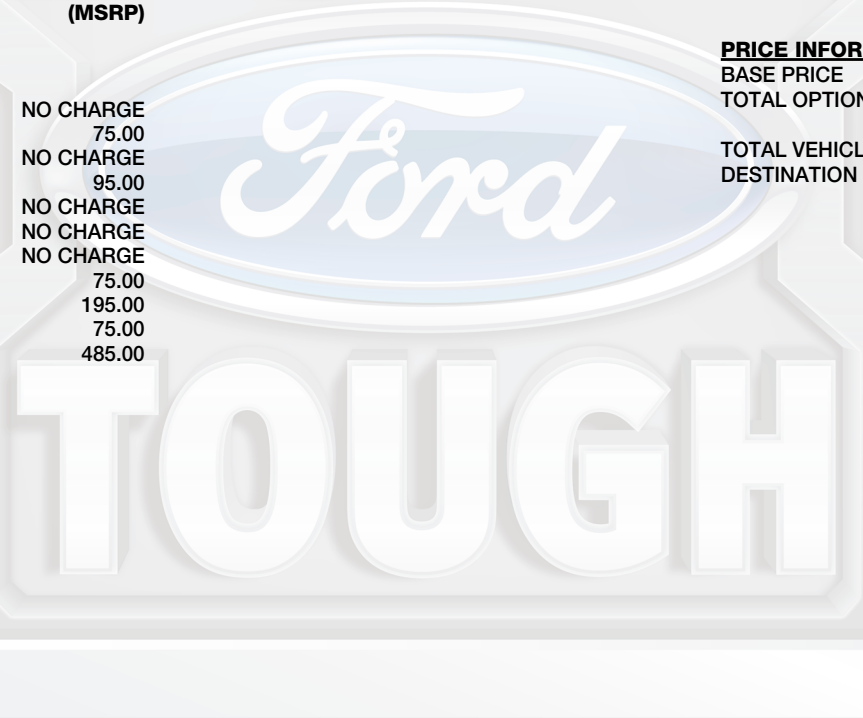 (MSRP)
NO CHARGE
75.00
NO CHARGE
95.00
NO CHARGE
NO CHARGE
NO CHARGE
75.00
195.00
75.00
485.00
PRICE INFOR
BASE PRICE
TOTAL OPTION
TOTAL VEHICL
DESTINATION
Ford
TOUGH